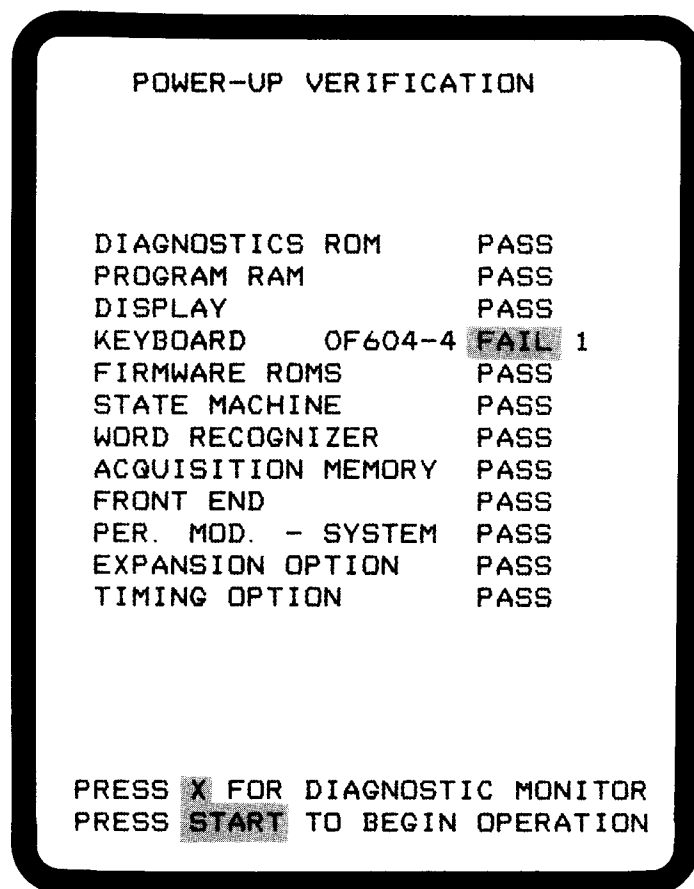 POWER-UP VERIFICATION
DIAGNOSTICS ROM PASS
PROGRAM RAM PASS
DISPLAY PASS
KEYBOARD 0F604-4 FAIL 1
FIRMWARE ROMS PASS
STATE MACHINE PASS
WORD RECOGNIZER PASS
ACQUISITION MEMORY PASS
FRONT END PASS
PER. MOD. - SYSTEM PASS
EXPANSION OPTION PASS
TIMING OPTION PASS
PRESS X FOR DIAGNOSTIC MONITOR
PRESS START TO BEGIN OPERATION